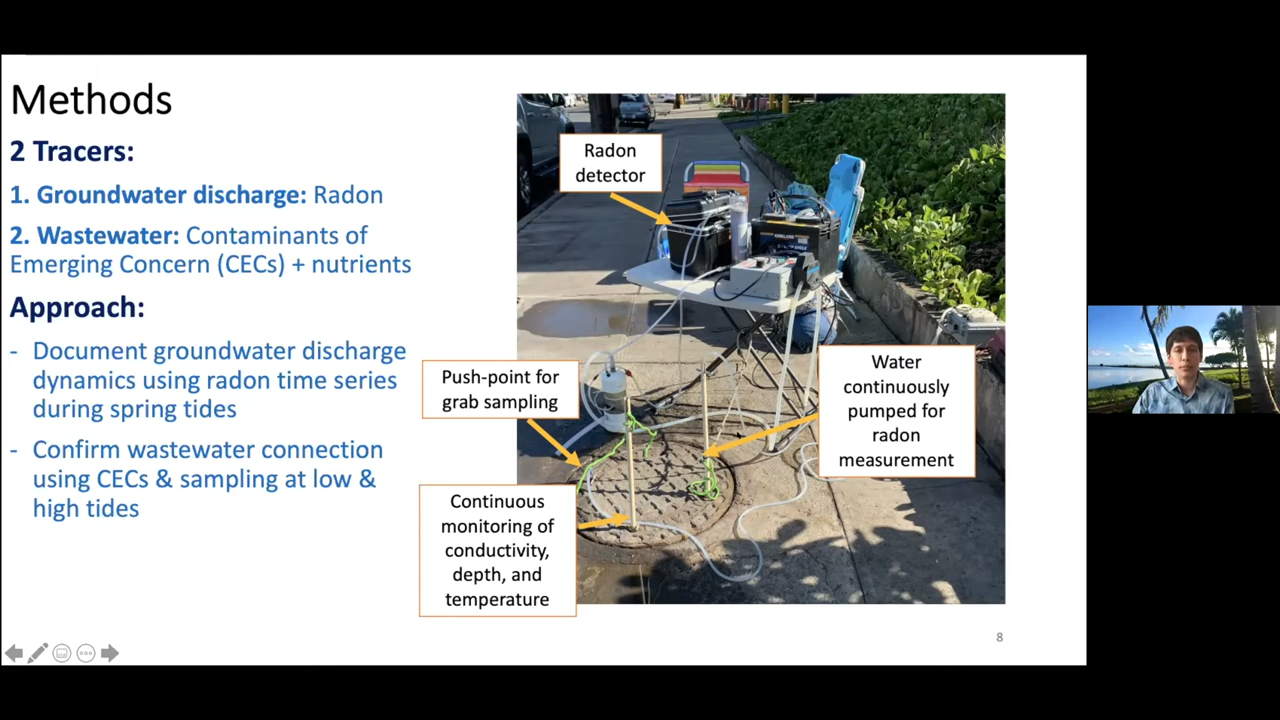 Methods
2 Tracers:
1. Groundwater discharge: Radon
2. Wastewater: Contaminants of
Emerging Concern (CECs) + nutrients
Approach:
- Document groundwater discharge
dynamics using radon time series
during spring tides
- Confirm wastewater connection
using CECs & sampling at low &
high tides
Radon
detector
Push-point for
grab sampling
Water
continuously
pumped for
radon
measurement
Continuous
monitoring of
conductivity,
depth, and
temperature
8